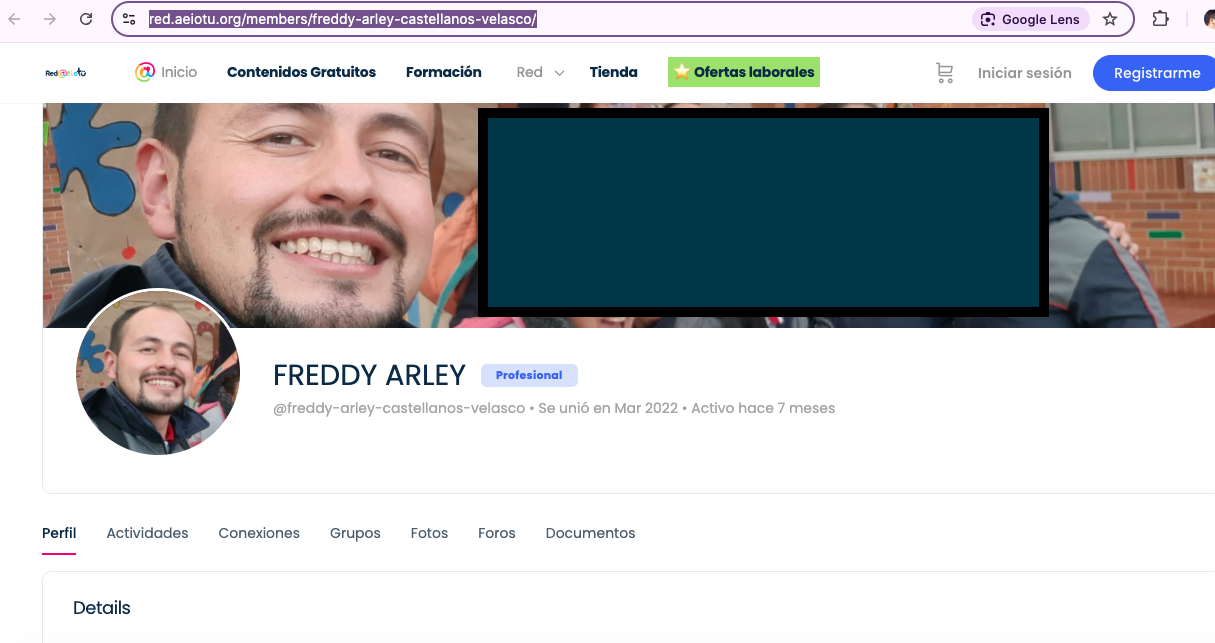 red.aeiotu.org/members/freddy-arley-castellanos-velasco/
Google Lens
Red@eioto
Inicio
Contenidos Gratuitos
Formación
Red
Tienda
Ofertas laborales
Iniciar sesión
Registrarme
FREDDY ARLEY
Profesional
@freddy-arley-castellanos-velasco • Se unió en Mar 2022 • Activo hace 7 meses
Perfil
Actividades
Conexiones
Grupos
Fotos
Foros
Documentos
Details